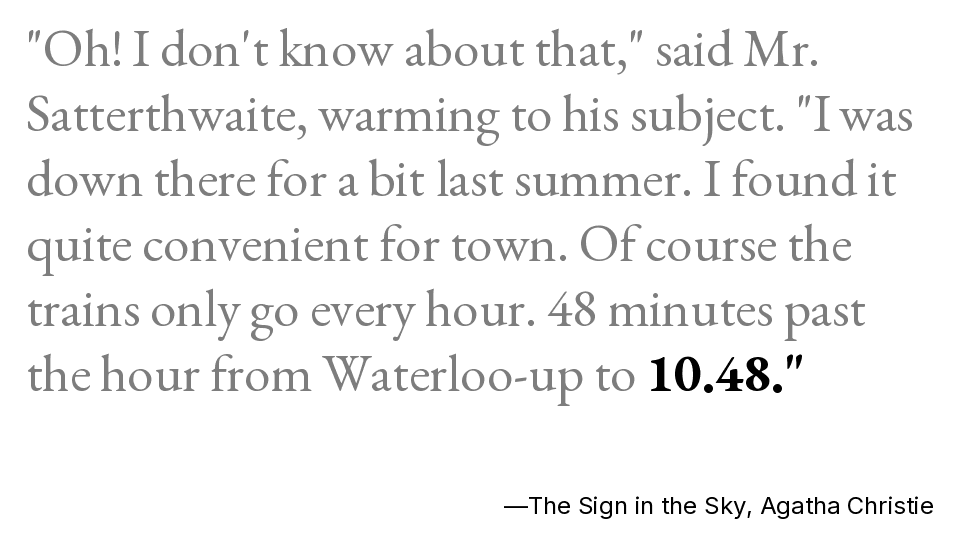 "Oh! I don't know about that," said Mr.
Satterthwaite, warming to his subject. "I was
down there for a bit last summer. I found it
quite convenient for town. Of course the
trains only go every hour. 48 minutes past
the hour from Waterloo-up to 10.48."
—The Sign in the Sky, Agatha Christie